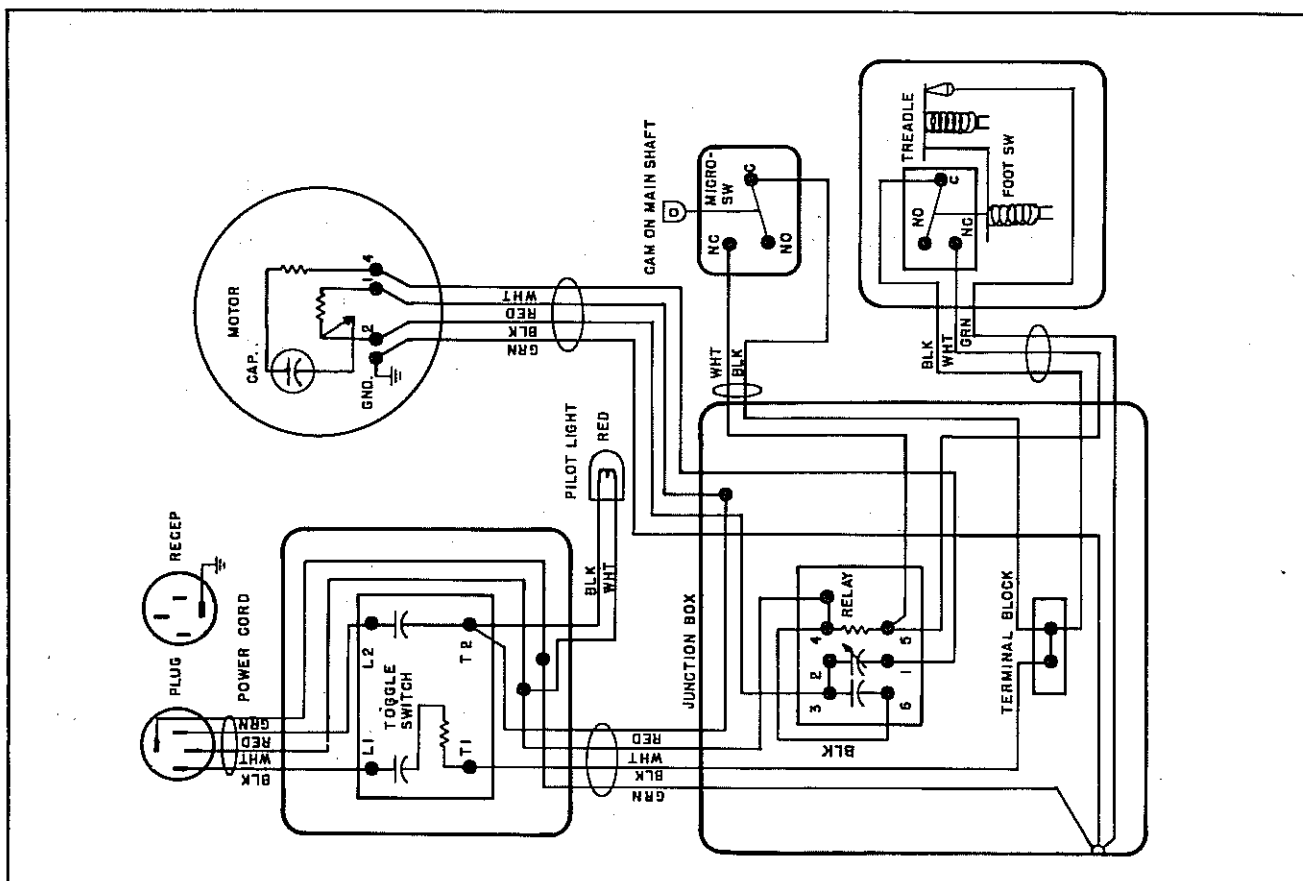 PLUG
RECEP
POWER CORD
GRN
RED
WHT
BLK
L1
L2
TOGGLE
SWITCH
T1
T2
BLK
WHT
PILOT LIGHT
RED
MOTOR
CAP..
GND.
2
1
4
WHT
RED
BLK
GRN
CAM ON MAIN SHAFT
D
MICRO-
SW
NC
NO
C
WHT
BLK
TREADLE
FOOT SW
NO
NC
C
BLK
WHT
GRN
JUNCTION BOX
RED
WHT
BLK
GRN
RELAY
4
5
2
1
3
6
BLK
TERMINAL BLOCK